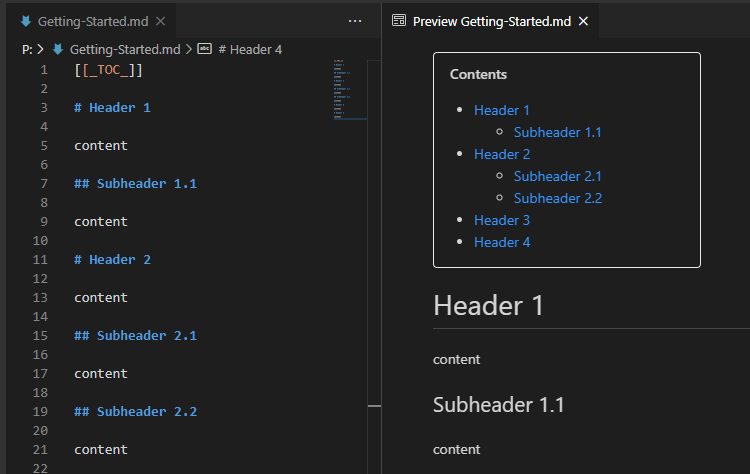 Getting-Started.md
P: > Getting-Started.md > # Header 4
1 [[_TOC_]]
2
3 # Header 1
4
5 content
6
7 ## Subheader 1.1
8
9 content
10
11 # Header 2
12
13 content
14
15 ## Subheader 2.1
16
17 content
18
19 ## Subheader 2.2
20
21 content
22
Preview Getting-Started.md
Contents
Header 1
Subheader 1.1
Header 2
Subheader 2.1
Subheader 2.2
Header 3
Header 4
Header 1
content
Subheader 1.1
content